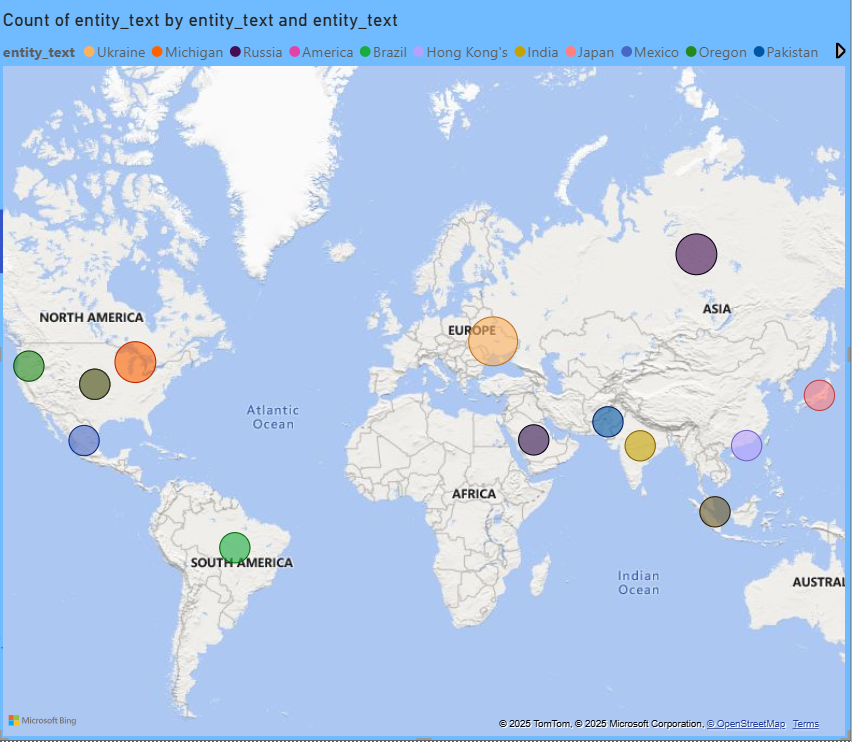 Count of entity_text by entity_text and entity_text
entity_text Ukraine Michigan Russia America Brazil Hong Kong's India Japan Mexico Oregon Pakistan
NORTH AMERICA
EUROPE
ASIA
Atlantic
Ocean
AFRICA
SOUTH AMERICA
Indian
Ocean
AUSTRAL
Microsoft Bing
© 2025 TomTom, © 2025 Microsoft Corporation, © OpenStreetMap Terms